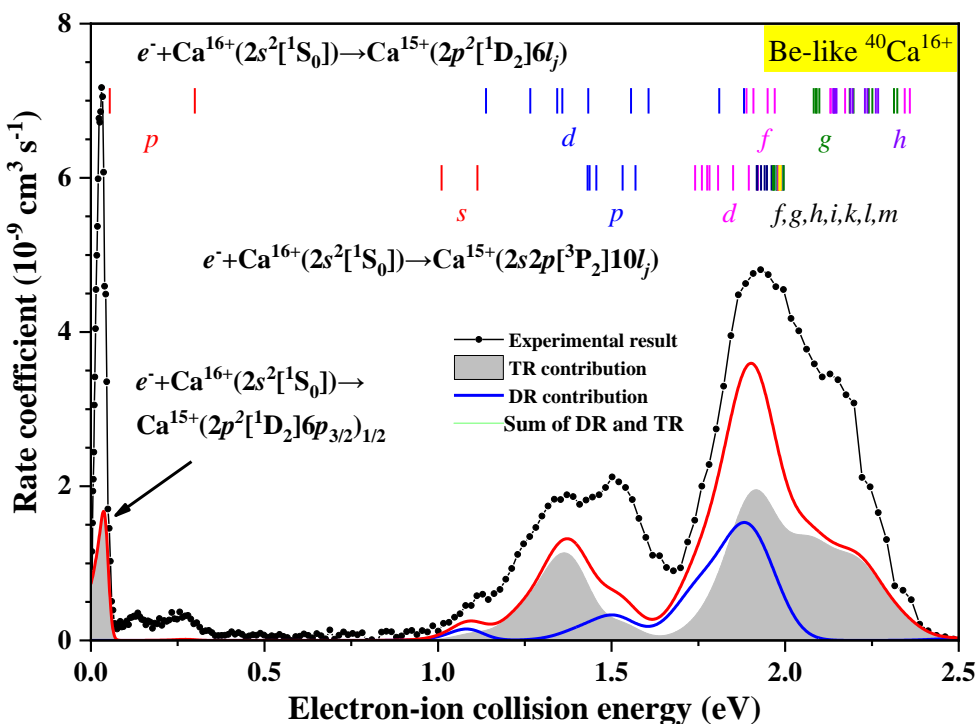 e⁻+Ca¹⁶⁺(2s²[¹S₀])→Ca¹⁵⁺(2p²[¹D₂]6lⱼ)
Be-like ⁴⁰Ca¹⁶⁺
p
d
f
g
h
s
p
d
f,g,h,i,k,l,m
e⁻+Ca¹⁶⁺(2s²[¹S₀])→Ca¹⁵⁺(2s2p[³P₂]10lⱼ)
Experimental result
TR contribution
DR contribution
Sum of DR and TR
e⁻+Ca¹⁶⁺(2s²[¹S₀])→
Ca¹⁵⁺(2p²[¹D₂]6p₃/₂)₁/₂
Rate coefficient (10⁻⁹ cm³ s⁻¹)
8
6
4
2
0
0.0 0.5 1.0 1.5 2.0 2.5
Electron-ion collision energy (eV)